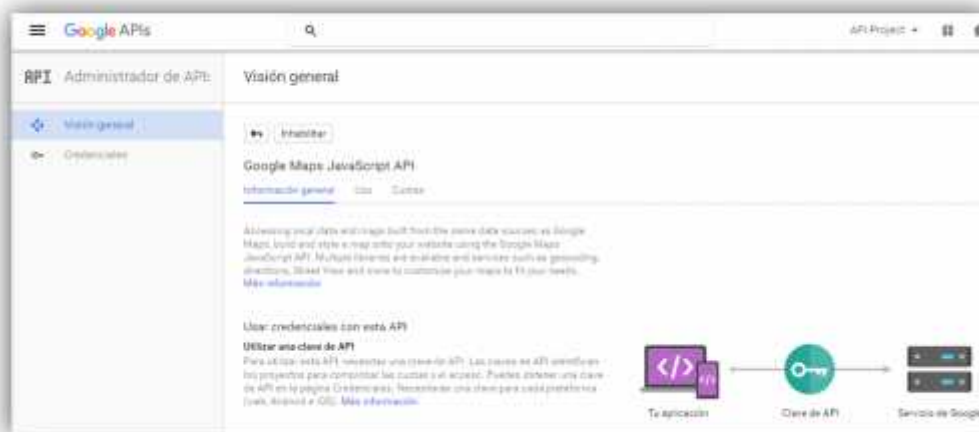 Google APIs
API Project
API Administrador de API
Visión general
Visión general
Credenciales
Inhabilitar
Google Maps JavaScript API
Información general Uso Cuotas
Accessing local data and maps built from the same data sources as Google
Maps, build and style a map onto your website using the Google Maps
JavaScript API. Multiple libraries are available and services such as geocoding,
directions, Street View and more to customize your maps to fit your needs.
Más información
Usar credenciales con esta API
Utilizar una clave de API
Para utilizar esta API, necesitas una clave de API. Las claves de API identifican
tus proyectos para comprobar las cuotas o el acceso. Puedes obtener una clave
de API en la página Credenciales. Necesitarás una clave para cada plataforma
(web, Android e iOS). Más información
</> </>
Tu aplicación
Clave de API
Servicio de Google